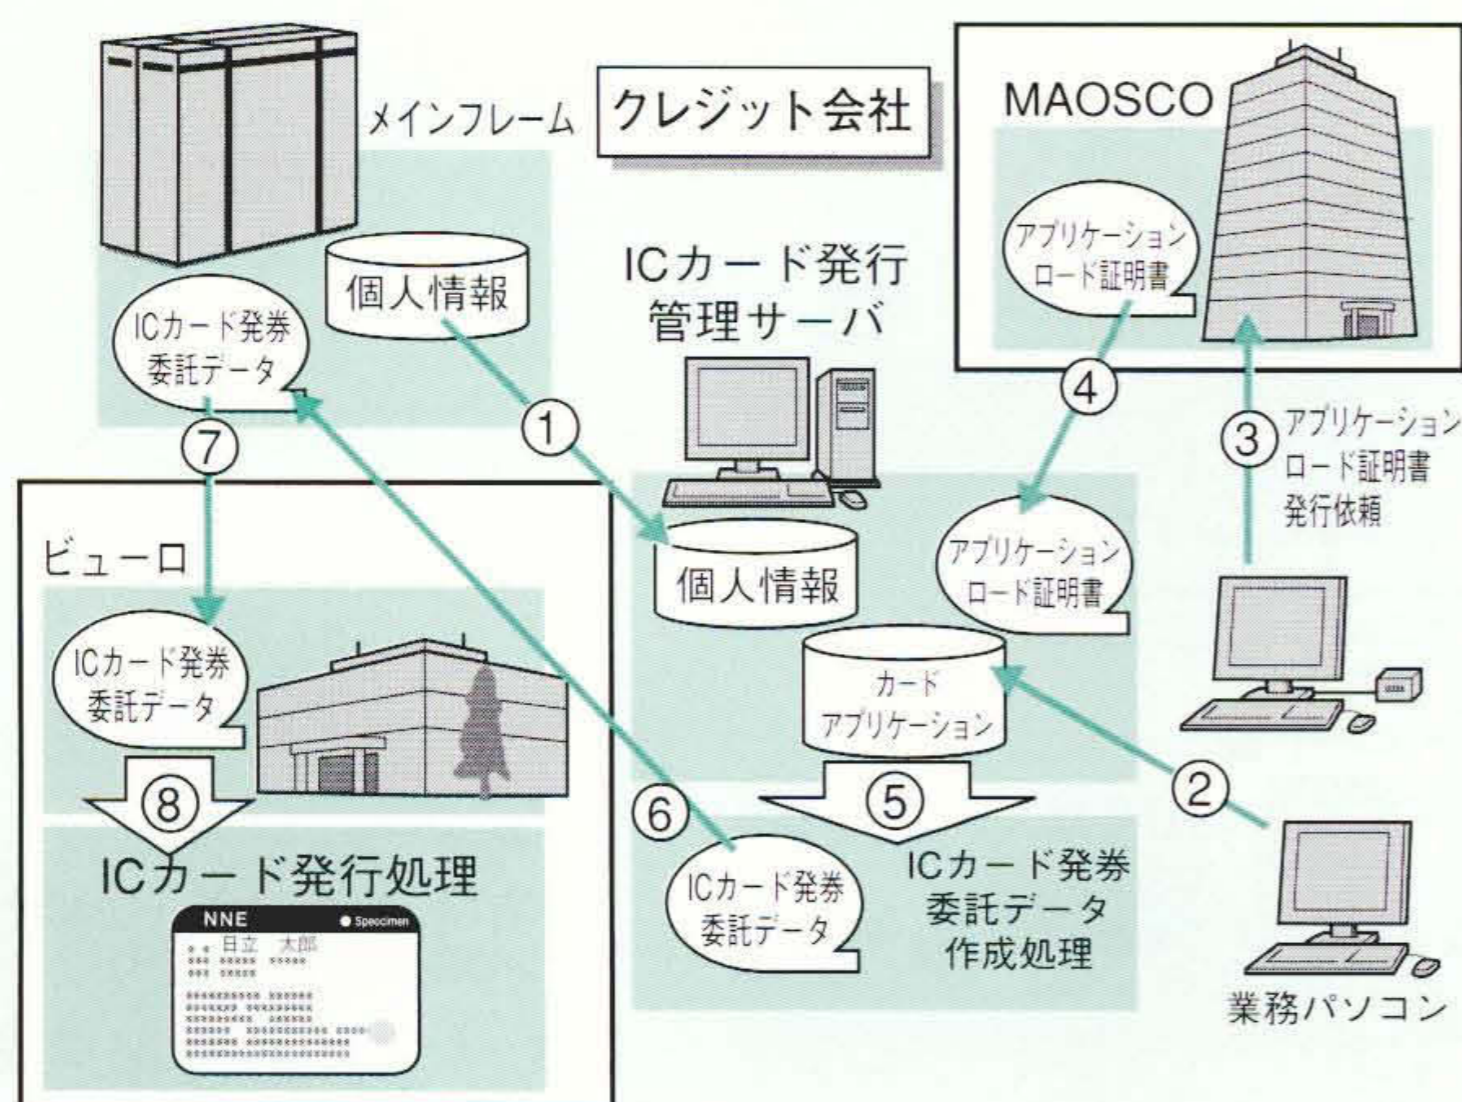 クレジット会社
メインフレーム
個人情報
ICカード発券
委託データ
①
⑦
MAOSCO
アプリケーション
ロード証明書
④
③
アプリケーション
ロード証明書
発行依頼
ICカード発行
管理サーバ
個人情報
アプリケーション
ロード証明書
カード
アプリケーション
②
業務パソコン
⑤
ICカード発券
委託データ
作成処理
ICカード発券
委託データ
⑥
ビューロ
ICカード発券
委託データ
⑧
ICカード発行処理
NNE
Speccimen
日立 太郎